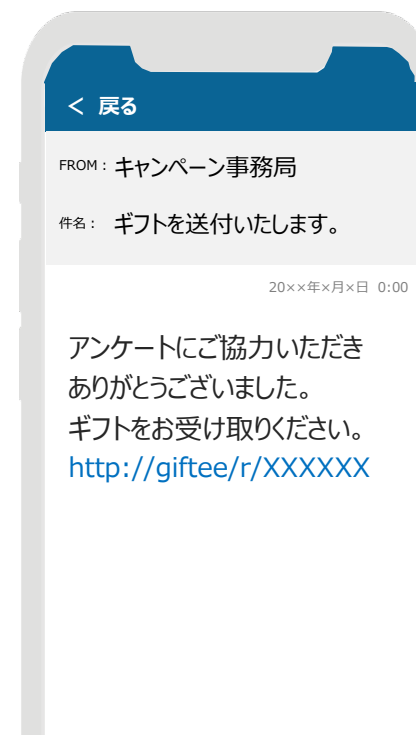 < 戻る
FROM：キャンペーン事務局
件名： ギフトを送付いたします。
20××年×月×日 0:00
アンケートにご協力いただき
ありがとうございました。
ギフトをお受け取りください。
http://giftee/r/XXXXXX